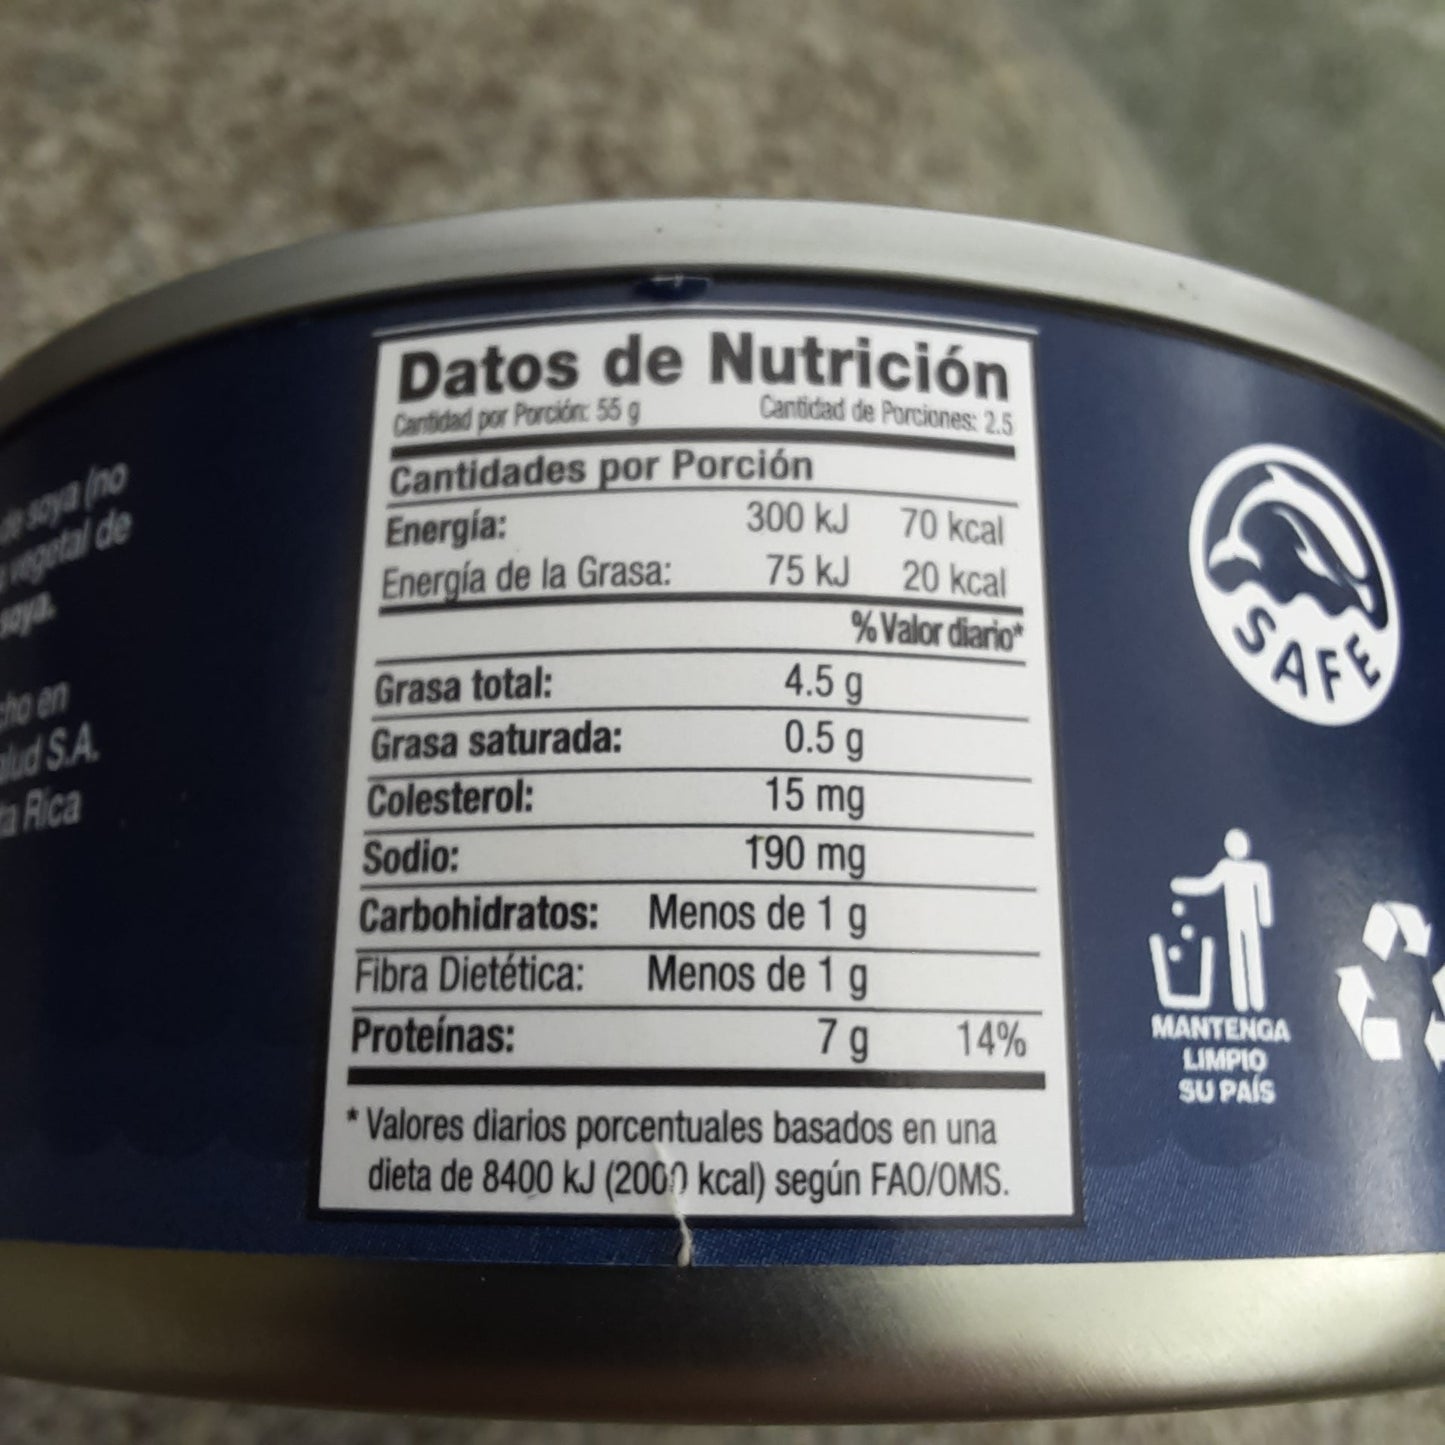 soya (no
vegetal de
soya.
cho en
alud S.A.
ta Rica
Datos de Nutrición
Cantidad por Porción: 55 g Cantidad de Porciones: 2.5
Cantidades por Porción
Energía: 300 kJ 70 kcal
Energía de la Grasa: 75 kJ 20 kcal
% Valor diario*
Grasa total: 4.5 g
Grasa saturada: 0.5 g
Colesterol: 15 mg
Sodio: 190 mg
Carbohidratos: Menos de 1 g
Fibra Dietética: Menos de 1 g
Proteínas: 7 g 14%
* Valores diarios porcentuales basados en una
dieta de 8400 kJ (2000 kcal) según FAO/OMS.
SAFE
MANTENGA
LIMPIO
SU PAÍS